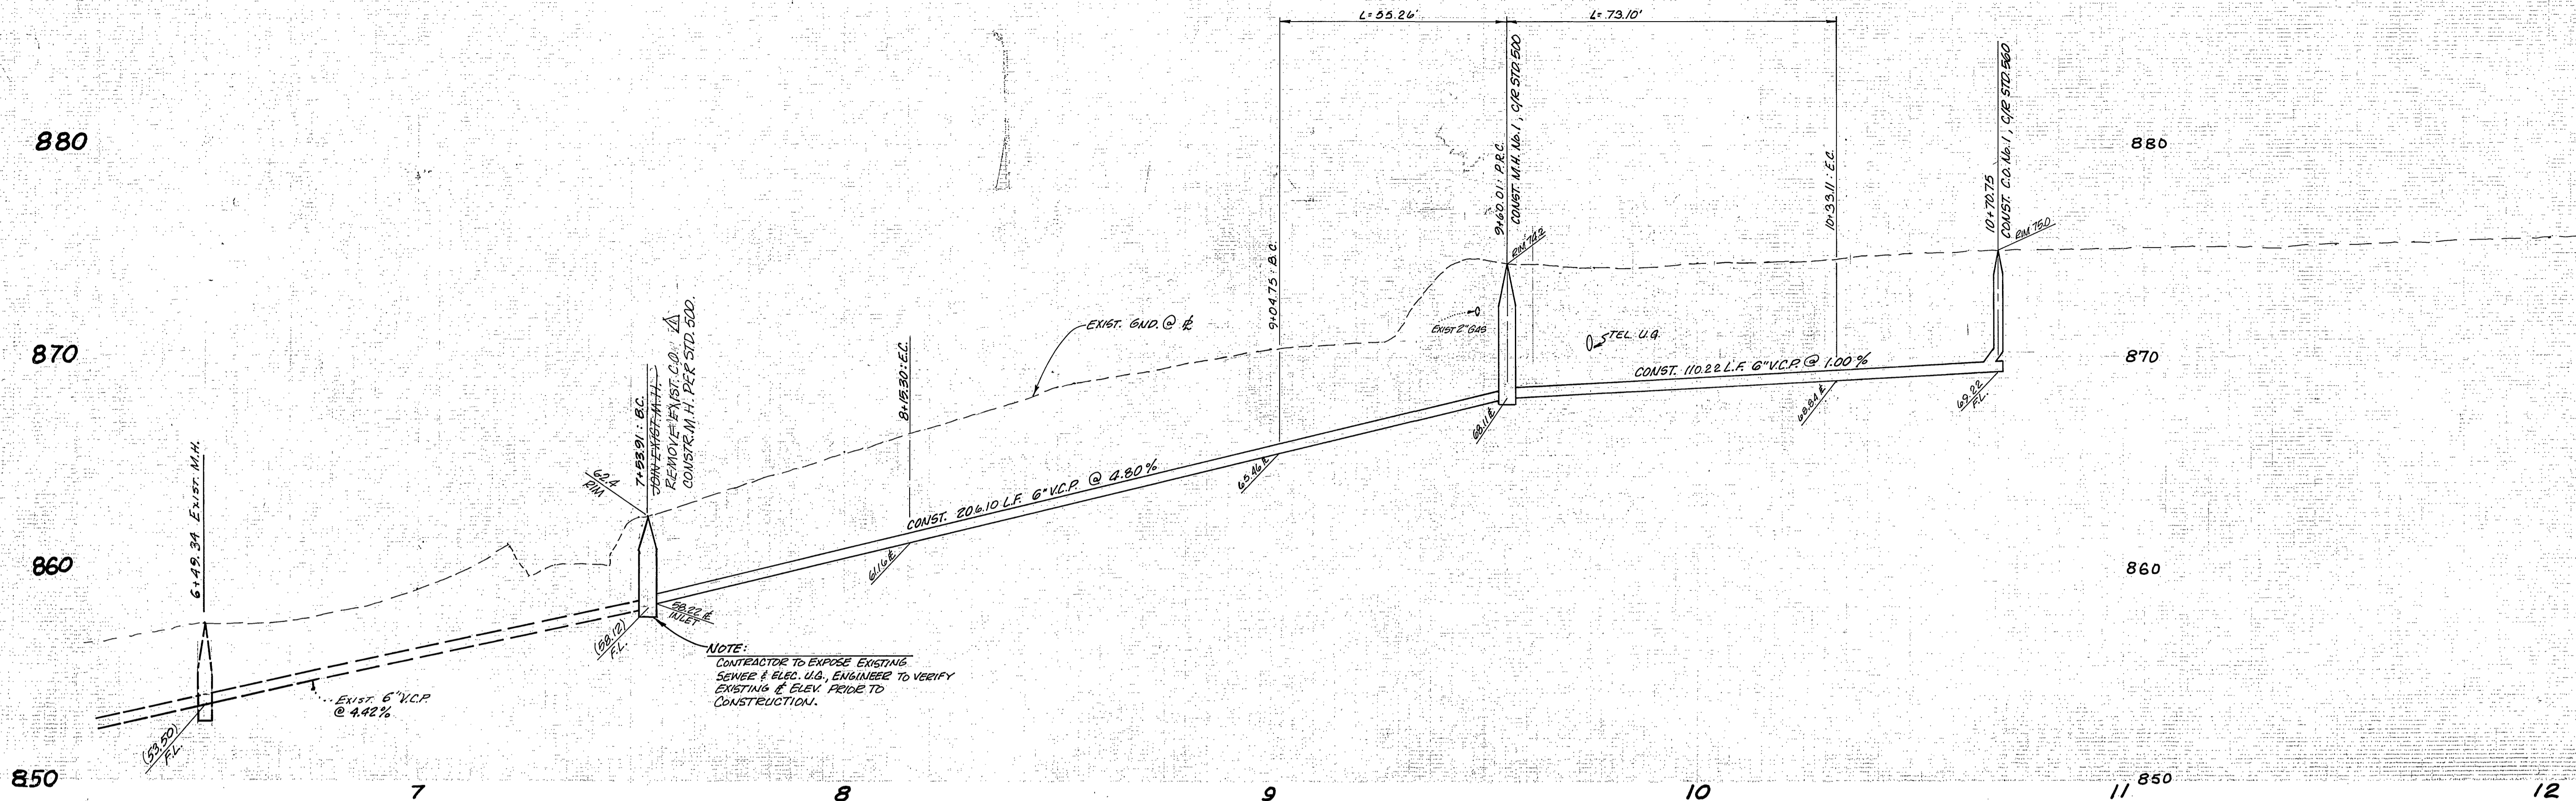 L=55.26'
L=73.10'
880
880
870
870
860
860
850
850
7
8
9
10
11
12
6+49.34 EXIST. M.H.
(53.50)
F.L.
EXIST. 6" V.C.P.
@ 4.42%
62.4
RIM
7+53.91 : B.C.
JOIN EXIST. M.H.
REMOVE EXIST. C.O.
CONSTR. M.H. PER STD. 500.
(58.12)
F.L.
58.22 ℄
INLET
NOTE:
CONTRACTOR TO EXPOSE EXISTING
SEWER & ELEC. U.G., ENGINEER TO VERIFY
EXISTING ℄ ELEV. PRIOR TO
CONSTRUCTION.
8+15.30 : E.C.
61.16 ℄
CONST. 206.10 L.F. 6" V.C.P. @ 4.80%
EXIST. GND. @ ℄
9+04.75 : B.C.
65.46 ℄
EXIST 2" GAS
9+60.01 : P.R.C.
CONST. M.H. No.1, C/R STD. 500
RIM 74.2
68.11 ℄
TEL U.G.
CONST. 110.22 L.F. 6" V.C.P. @ 1.00%
10+33.11 : E.C.
68.84 ℄
10+70.75
CONST. C.O. No.1, C/R STD. 560
RIM 75.0
69.22
F.L.